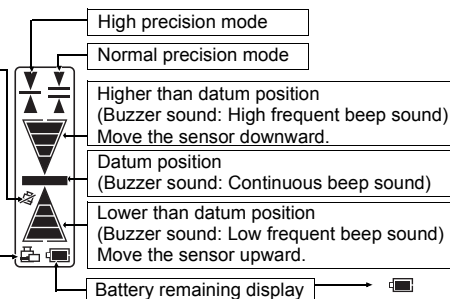 High precision mode
Normal precision mode
Higher than datum position
(Buzzer sound: High frequent beep sound)
Move the sensor downward.
Datum position
(Buzzer sound: Continuous beep sound)
Lower than datum position
(Buzzer sound: Low frequent beep sound)
Move the sensor upward.
Battery remaining display